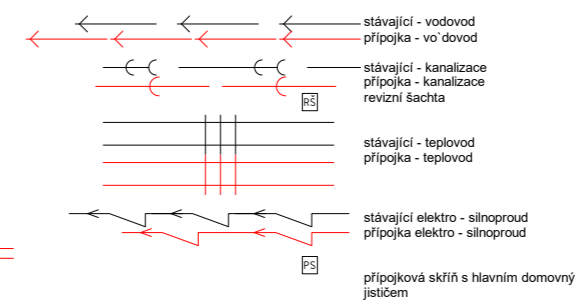 stávající - vodovod
přípojka - vo`dovod
stávající - kanalizace
přípojka - kanalizace
revizní šachta
RŠ
stávající - teplovod
přípojka - teplovod
stávající elektro - silnoproud
přípojka elektro - silnoproud
PS
přípojková skříň s hlavním domovný
jističem